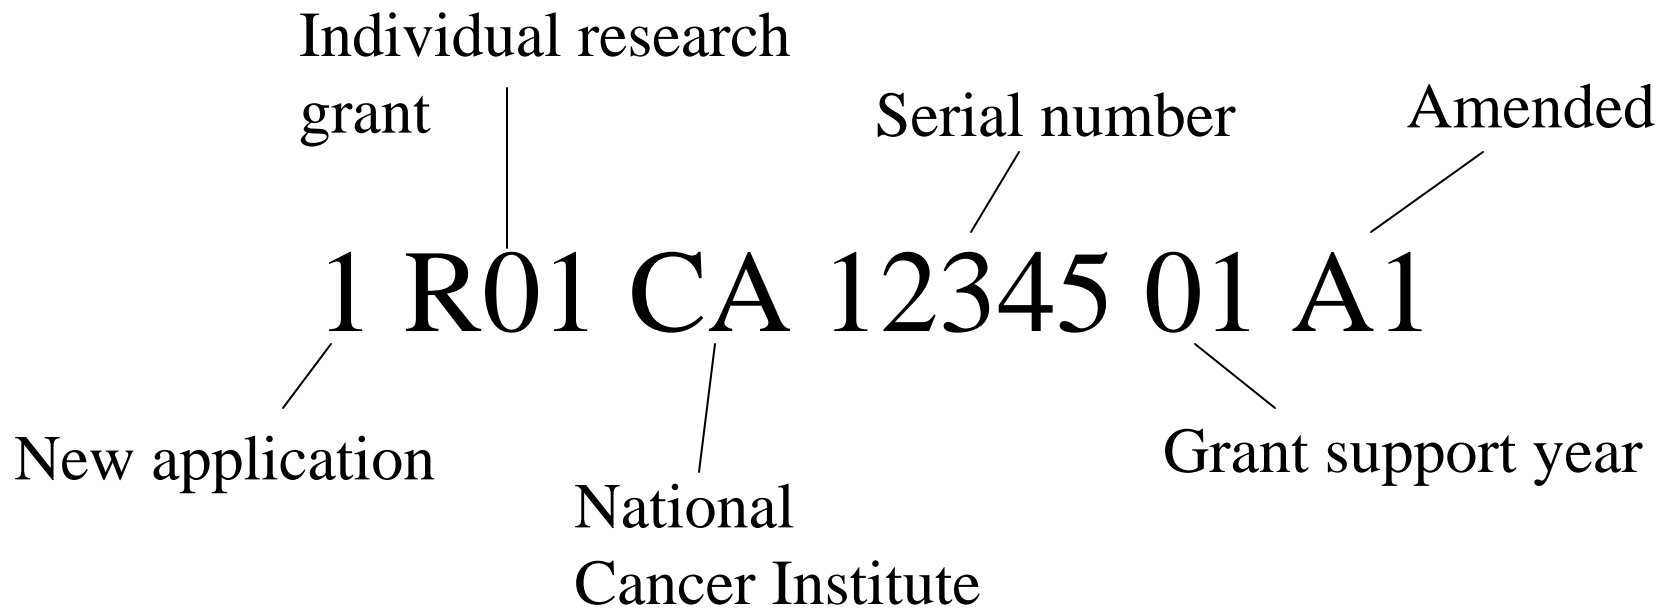 Individual research
grant
Serial number
Amended
1 R01 CA 12345 01 A1
New application
National
Cancer Institute
Grant support year